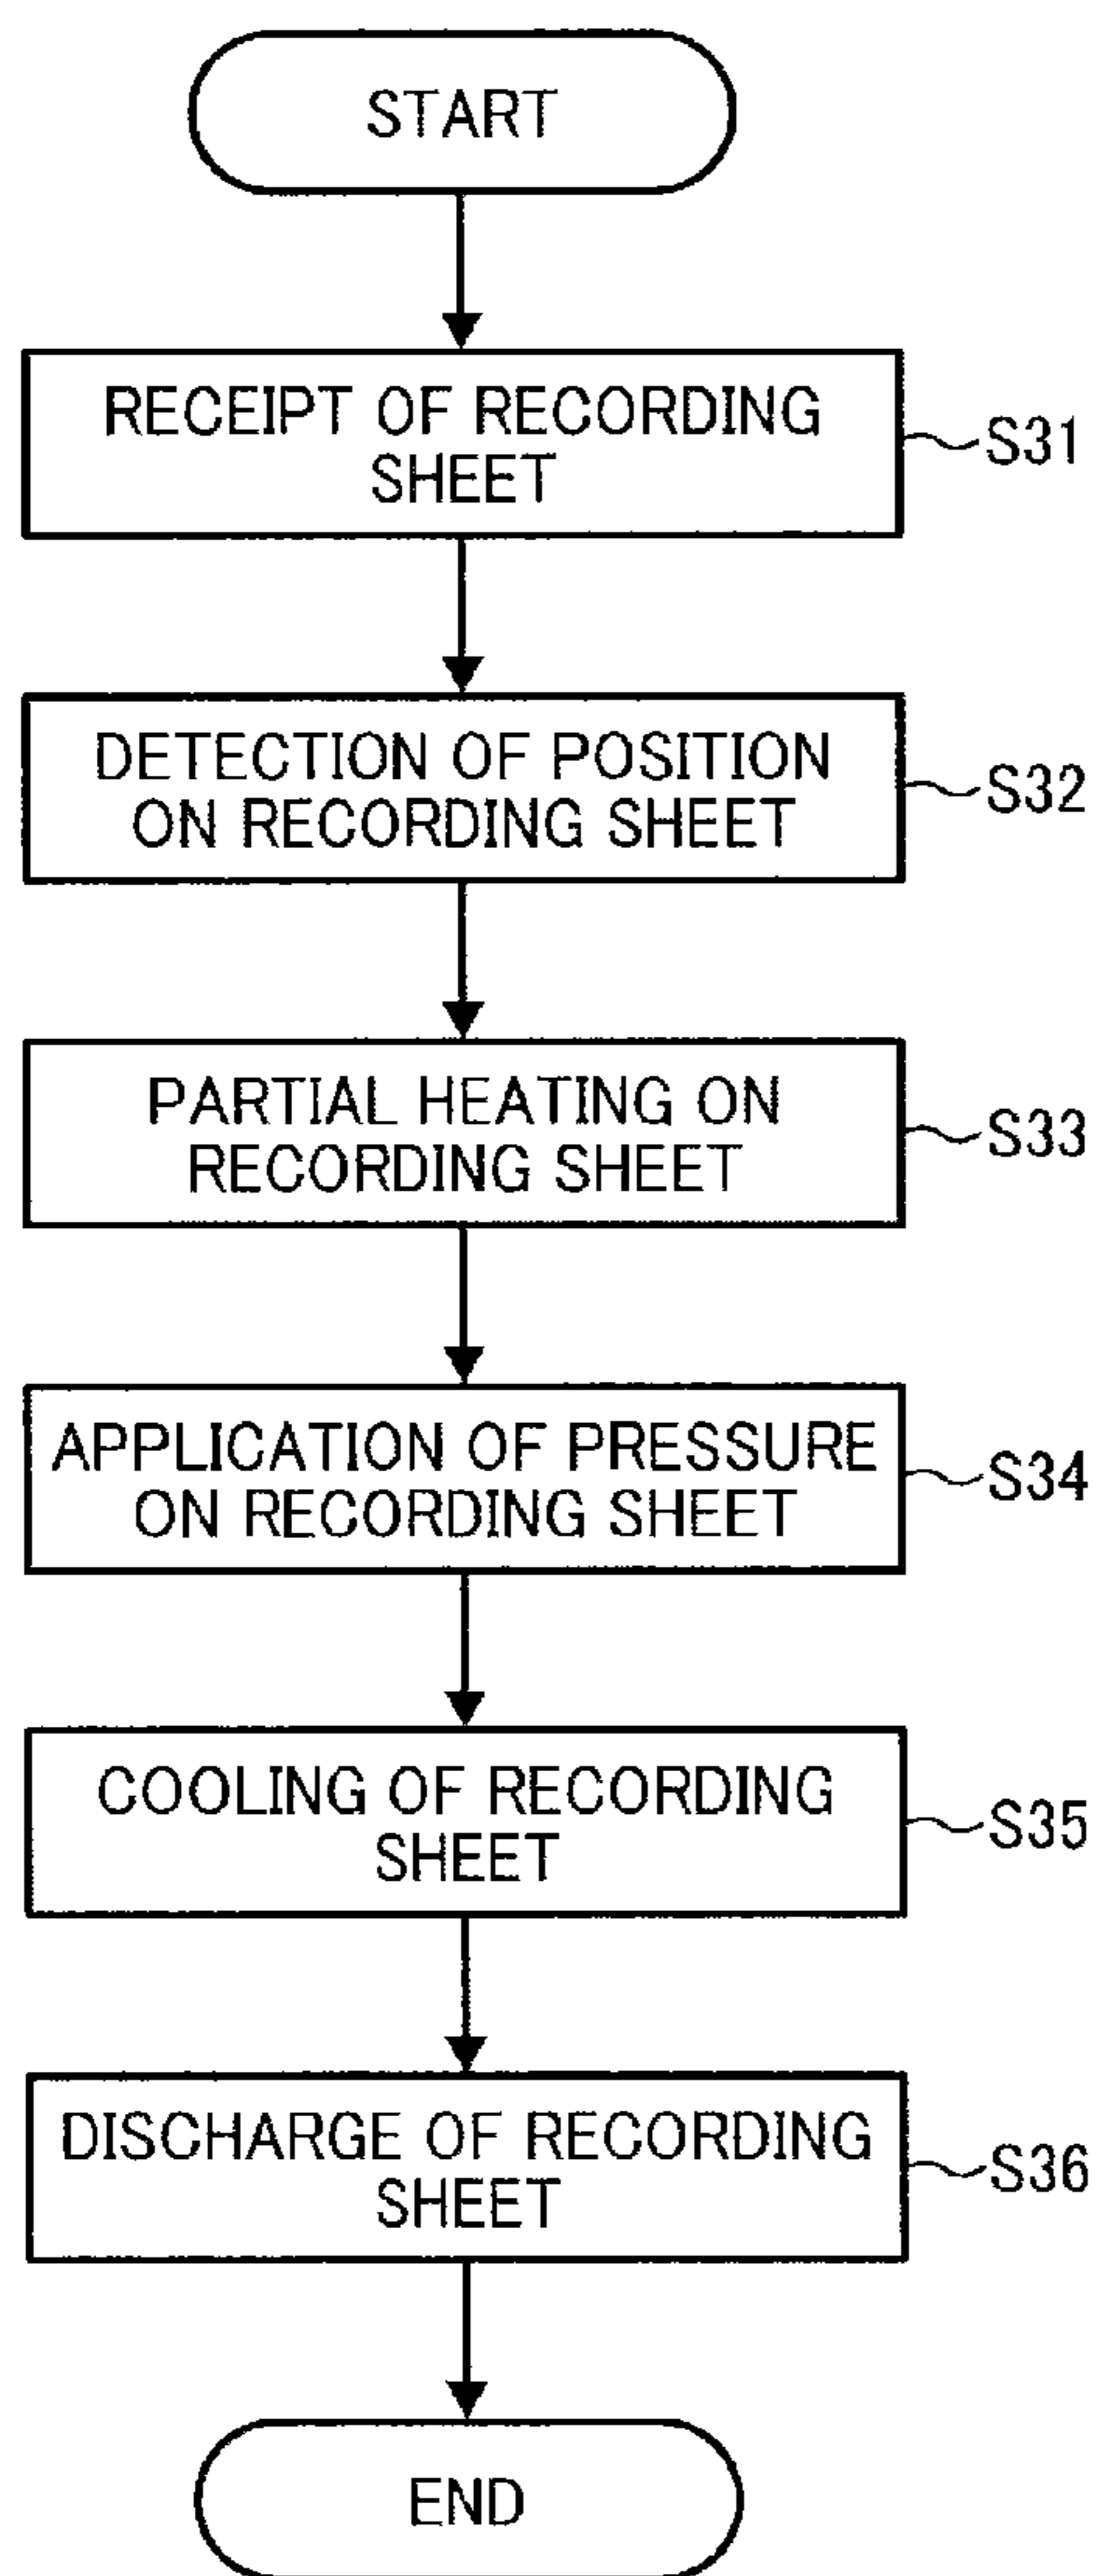 START
RECEIPT OF RECORDING
SHEET
S31
DETECTION OF POSITION
ON RECORDING SHEET
S32
PARTIAL HEATING ON
RECORDING SHEET
S33
APPLICATION OF PRESSURE
ON RECORDING SHEET
S34
COOLING OF RECORDING
SHEET
S35
DISCHARGE OF RECORDING
SHEET
S36
END